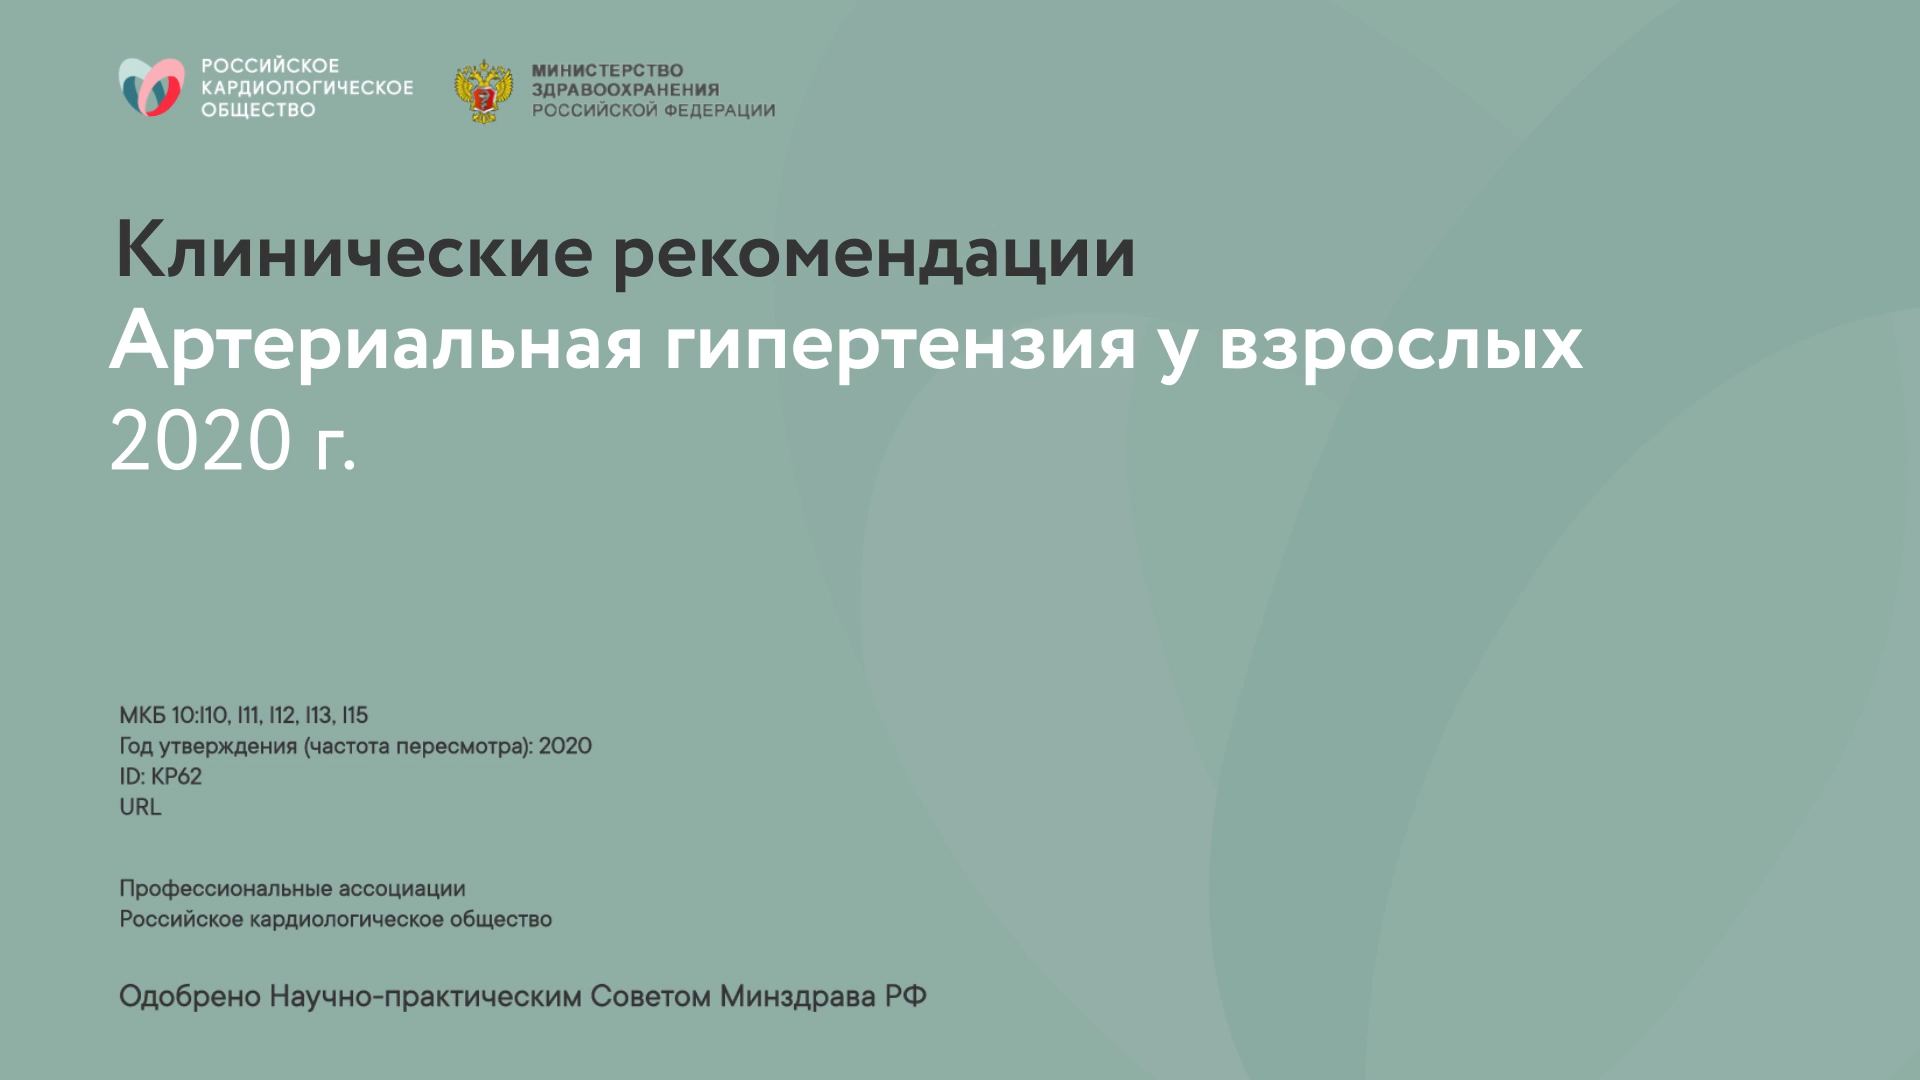 РОССИЙСКОЕ
КАРДИОЛОГИЧЕСКОЕ
ОБЩЕСТВО
МИНИСТЕРСТВО
ЗДРАВООХРАНЕНИЯ
РОССИЙСКОЙ ФЕДЕРАЦИИ
Клинические рекомендации
Артериальная гипертензия у взрослых
2020 г.
МКБ 10:I10, I11, I12, I13, I15
Год утверждения (частота пересмотра): 2020
ID: КР62
URL
Профессиональные ассоциации
Российское кардиологическое общество
Одобрено Научно-практическим Советом Минздрава РФ